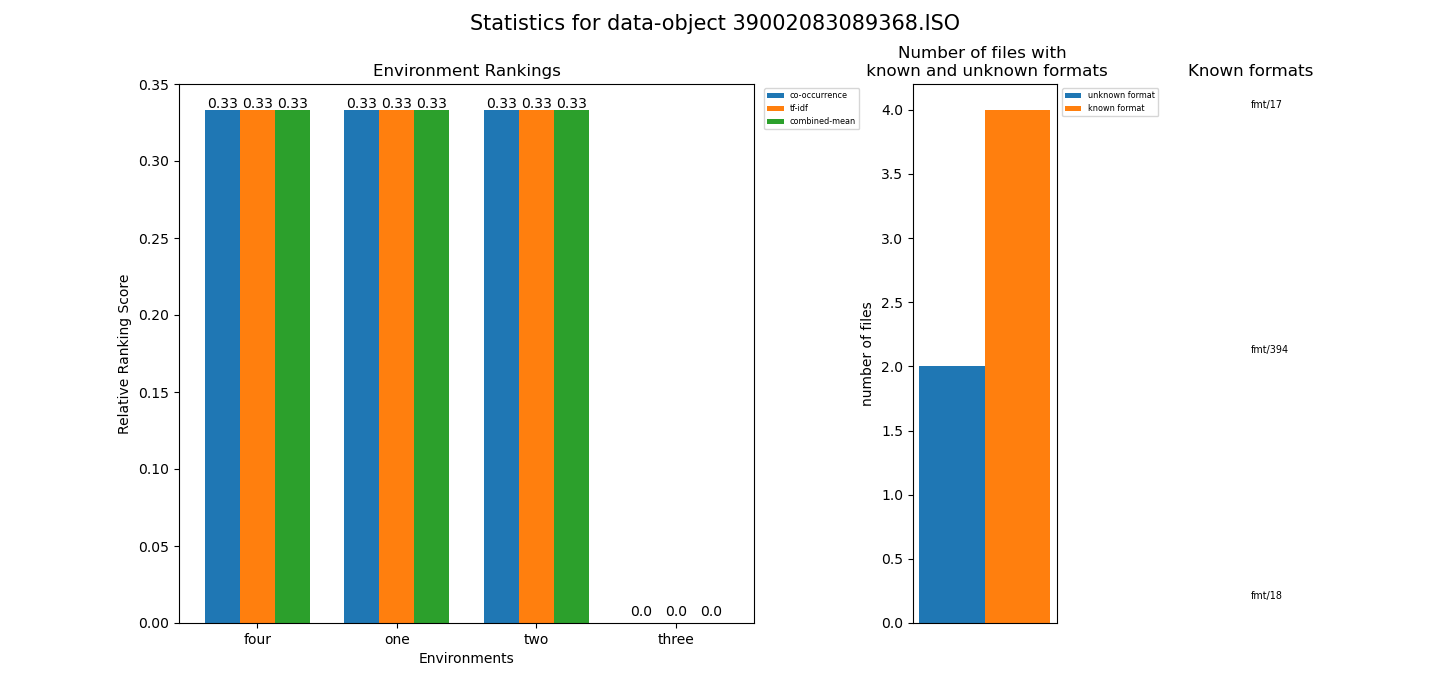 Statistics for data-object 39002083089368.ISO
Environment Rankings
0.35
0.30
0.25
0.20
0.15
0.10
0.05
0.00
Relative Ranking Score
0.33 0.33 0.33 0.33 0.33 0.33 0.33 0.33 0.33
0.0 0.0 0.0
four one two three
Environments
co-occurrence
tf-idf
combined-mean
Number of files with
known and unknown formats
4.0
3.5
3.0
2.5
2.0
1.5
1.0
0.5
0.0
number of files
unknown format
known format
Known formats
fmt/17
fmt/394
fmt/18